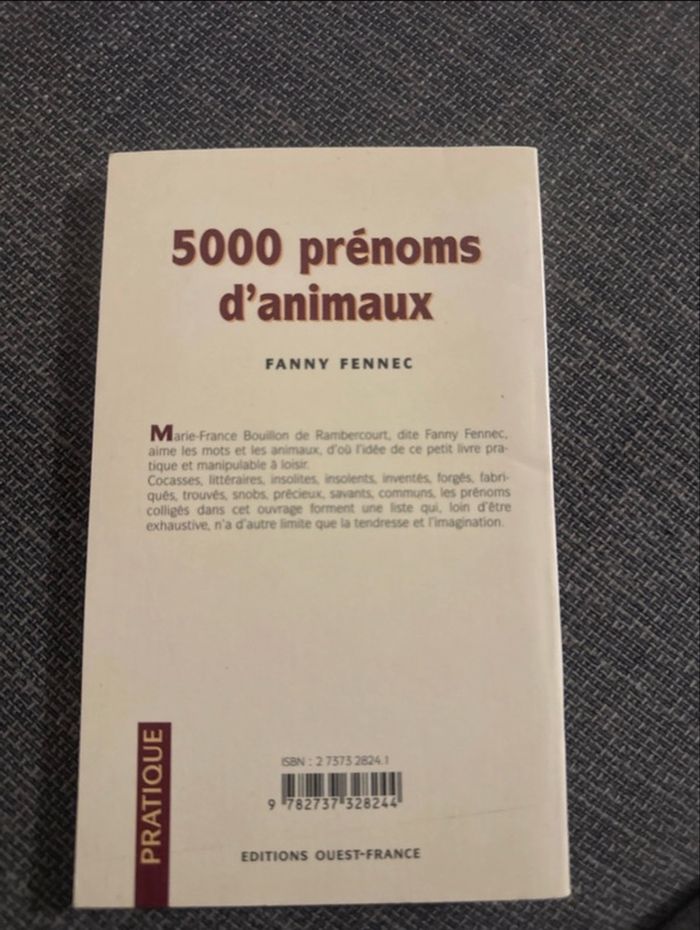 5000 prénoms
d'animaux
FANNY FENNEC
Marie-France Bouillon de Rambercourt, dite Fanny Fennec,
aime les mots et les animaux, d'où l'idée de ce petit livre pra-
tique et manipulable à loisir.
Cocasses, littéraires, insolites, insolents, inventés, forgés, fabri-
qués, trouvés, snobs, précieux, savants, communs, les prénoms
colligés dans cet ouvrage forment une liste qui, loin d'être
exhaustive, n'a d'autre limite que la tendresse et l'imagination.
PRATIQUE
ISBN : 2 7373 2824.1
9 782737 328244
EDITIONS OUEST-FRANCE